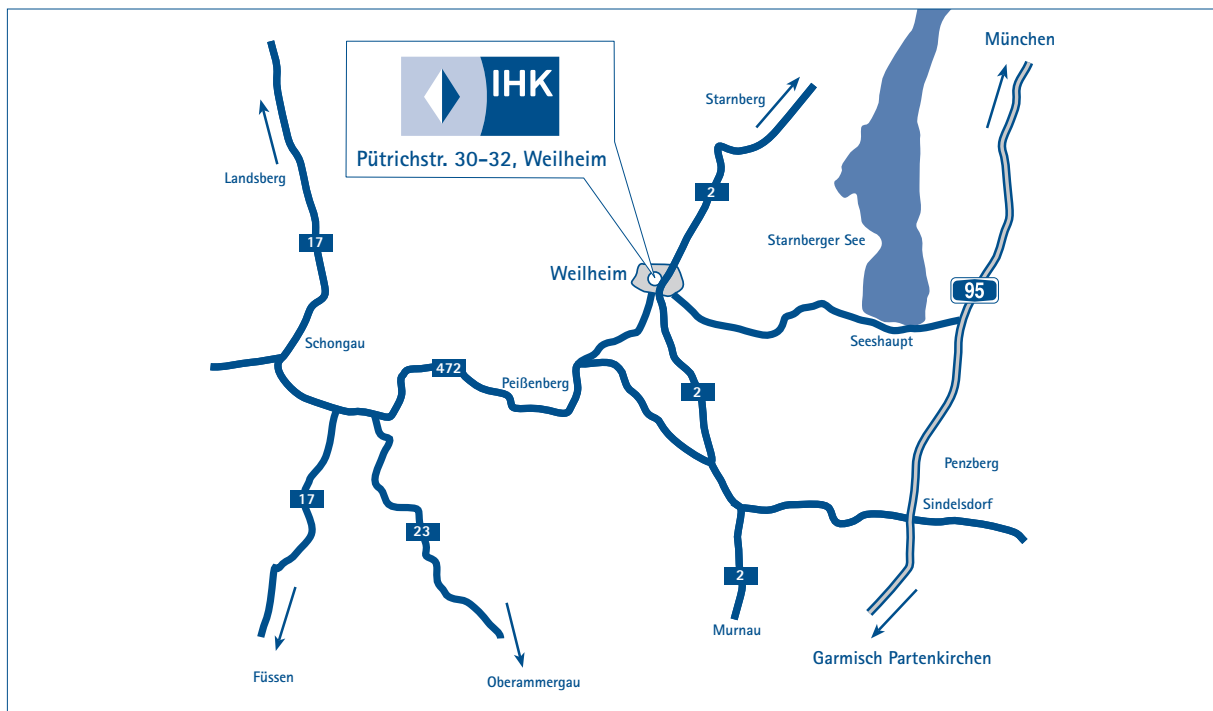 IHK
Pütrichstr. 30-32, Weilheim
München
Starnberg
Landsberg
2
17
Starnberger See
Weilheim
95
Schongau
Seeshaupt
472
Peißenberg
2
Penzberg
17
Sindelsdorf
23
2
Murnau
Garmisch Partenkirchen
Füssen
Oberammergau